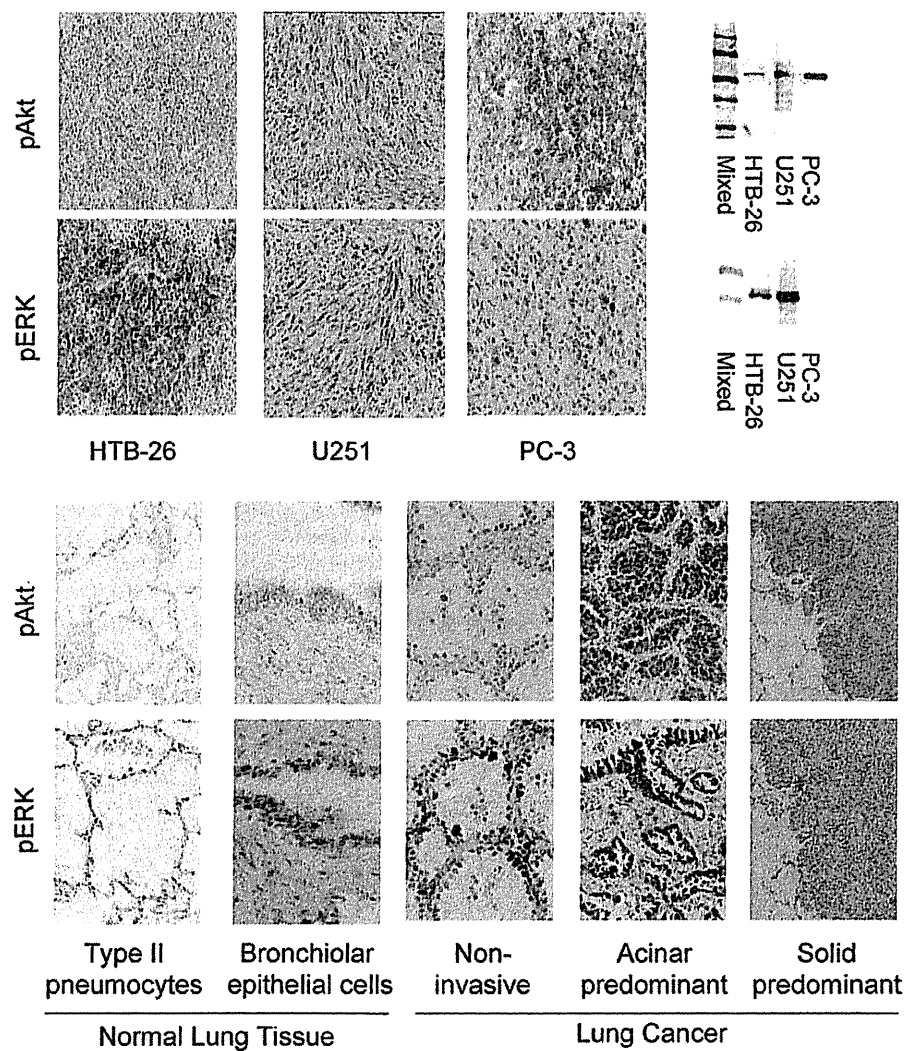 pAkt
Mixed
HTB-26
U251
PC-3
pERK
Mixed
HTB-26
U251
PC-3
HTB-26
U251
PC-3
pAkt
pERK
Type II pneumocytes
Bronchiolar epithelial cells
Non-invasive
Acinar predominant
Solid predominant
Normal Lung Tissue
Lung Cancer